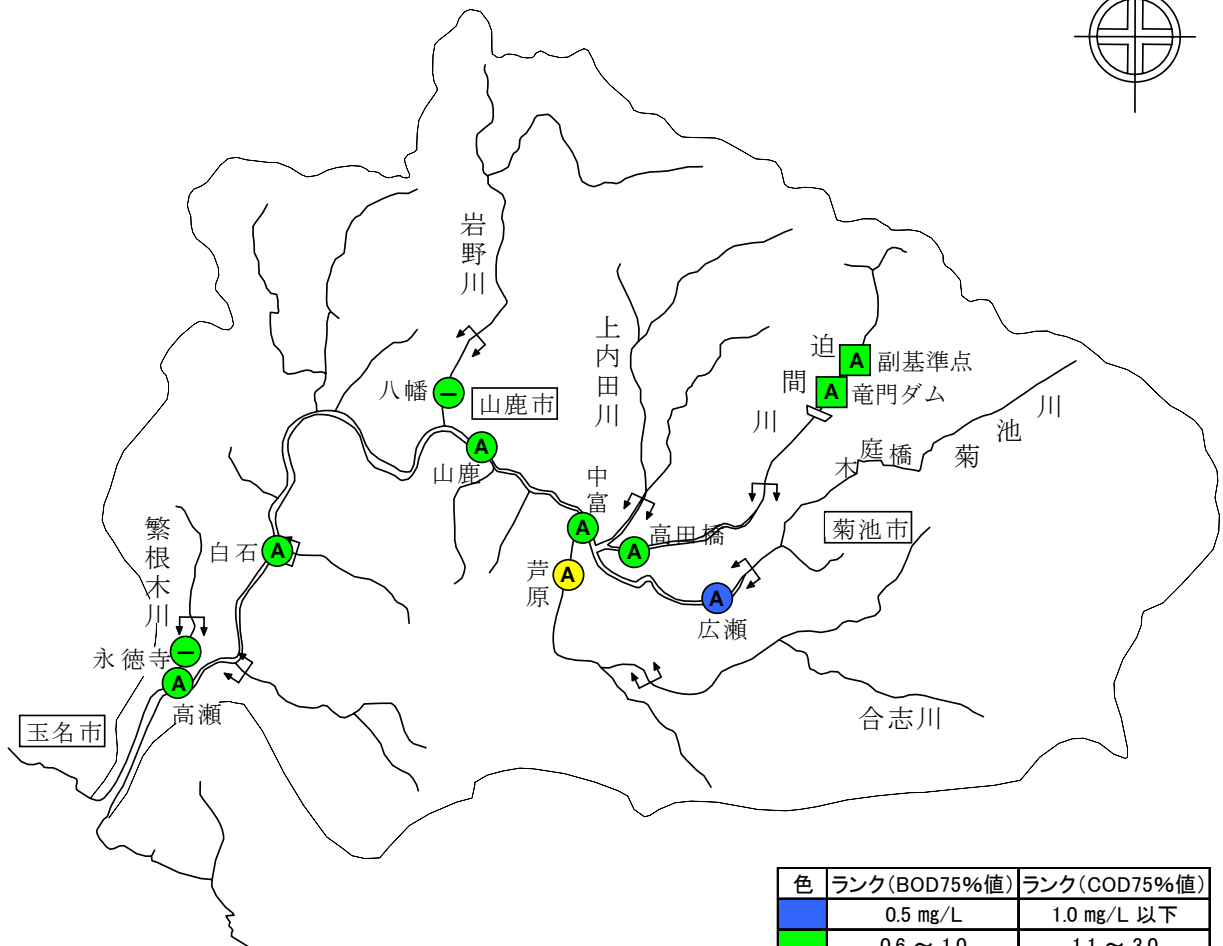 岩野川
上内田川
迫間川
A 副基準点
A 竜門ダム
八幡 －
山鹿市
A
山鹿
中富
A
木庭橋
菊池川
高田橋
A
菊池市
繁根木川
白石 A
芦原
A
A
広瀬
永徳寺 －
A
高瀬
合志川
玉名市
色 ランク(BOD75%値) ランク(COD75%値)
0.5 mg/L 1.0 mg/L 以下